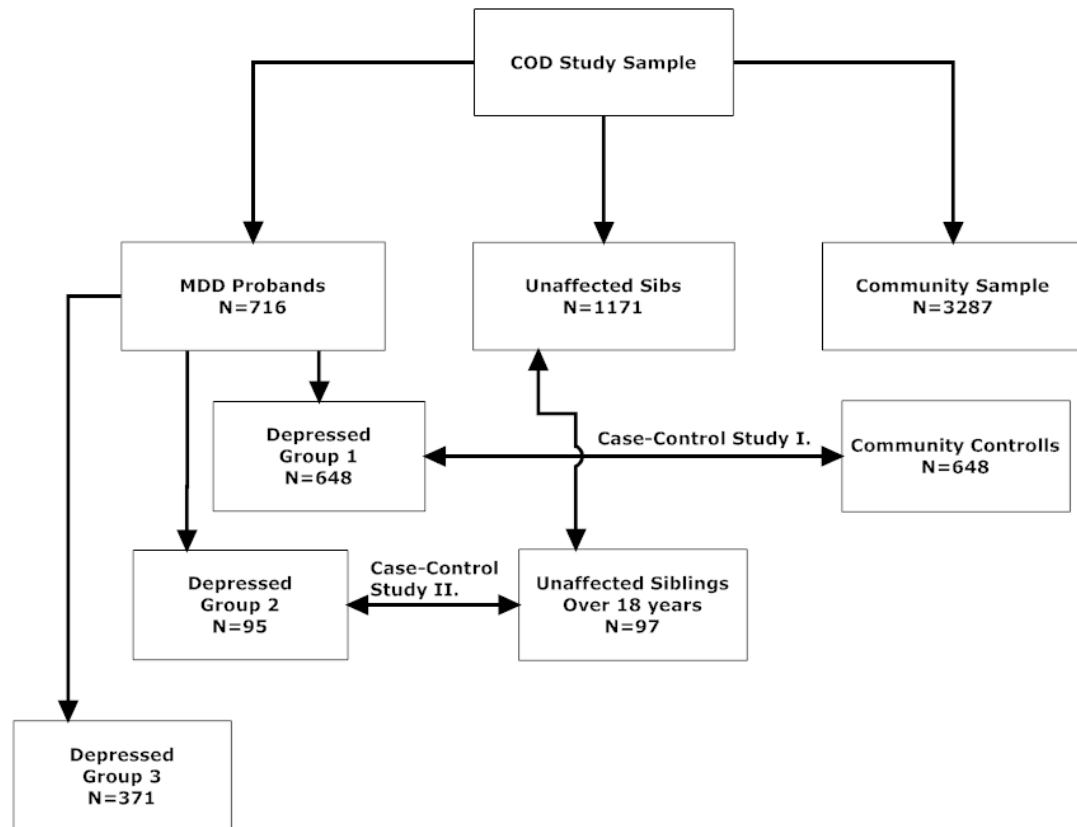 COD Study Sample
MDD Probands
N=716
Unaffected Sibs
N=1171
Community Sample
N=3287
Depressed
Group 1
N=648
Case-Control Study I.
Community Controlls
N=648
Depressed
Group 2
N=95
Case-Control
Study II.
Unaffected Siblings
Over 18 years
N=97
Depressed
Group 3
N=371